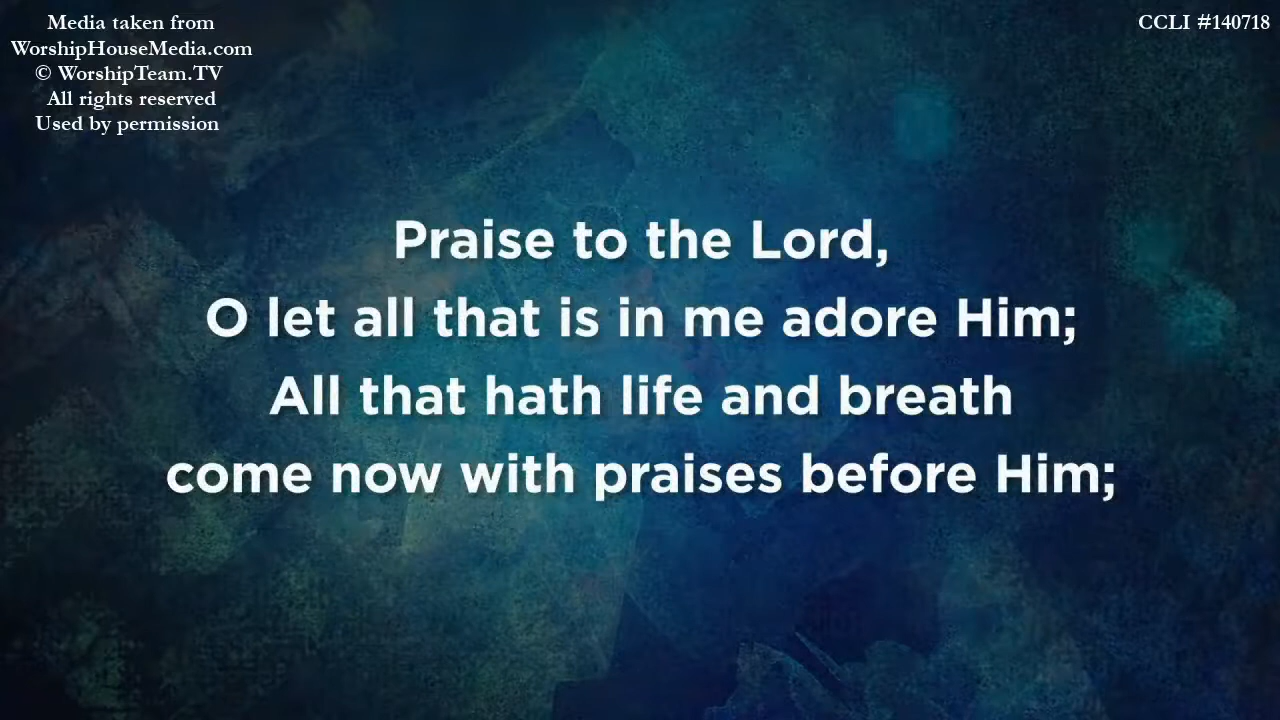 Media taken from
WorshipHouseMedia.com
© WorshipTeam.TV
All rights reserved
Used by permission
CCLI #140718
Praise to the Lord,
O let all that is in me adore Him;
All that hath life and breath
come now with praises before Him;